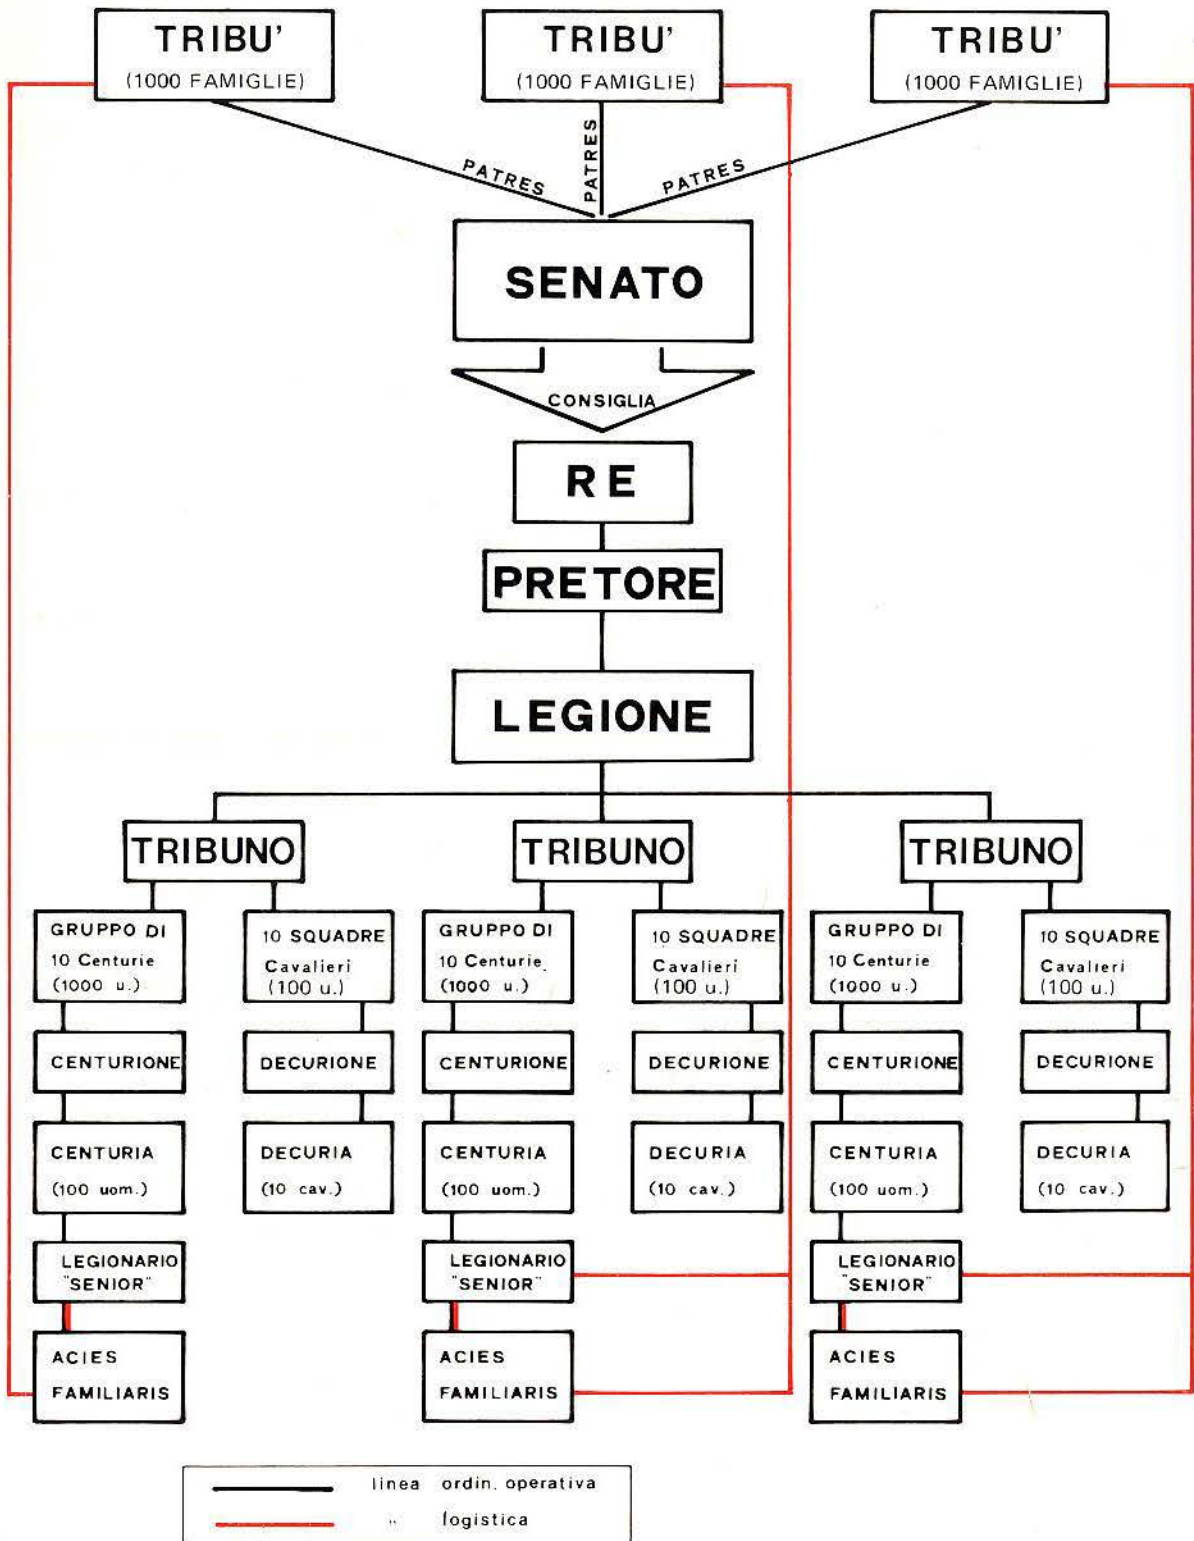 TRIBU'
(1000 FAMIGLIE)
TRIBU'
(1000 FAMIGLIE)
TRIBU'
(1000 FAMIGLIE)
PATRES
PATRES
PATRES
SENATO
CONSIGLIA
RE
PRETORE
LEGIONE
TRIBUNO
TRIBUNO
TRIBUNO
GRUPPO DI
10 Centurie
(1000 u.)
10 SQUADRE
Cavalieri
(100 u.)
GRUPPO DI
10 Centurie.
(1000 u.)
10 SQUADRE
Cavalieri
(100 u.)
GRUPPO DI
10 Centurie
(1000 u.)
10 SQUADRE
Cavalieri
(100 u.)
CENTURIONE
DECURIONE
CENTURIONE
DECURIONE
CENTURIONE
DECURIONE
CENTURIA
(100 uom.)
DECURIA
(10 cav.)
CENTURIA
(100 uom.)
DECURIA
(10 cav.)
CENTURIA
(100 uom.)
DECURIA
(10 cav.)
LEGIONARIO
"SENIOR"
LEGIONARIO
"SENIOR"
LEGIONARIO
"SENIOR"
ACIES
FAMILIARIS
ACIES
FAMILIARIS
ACIES
FAMILIARIS
linea ordin. operativa
" logistica